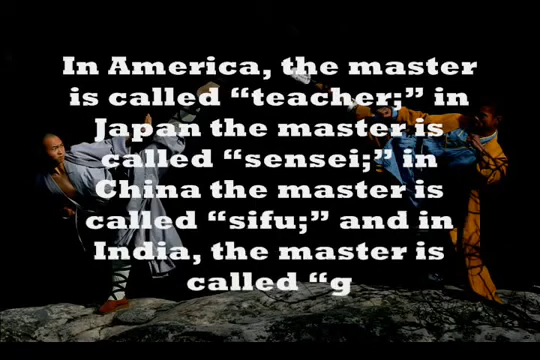 In America, the master
is called “teacher;” in
Japan the master is
called “sensei;” in
China the master is
called “sifu;” and in
India, the master is
called “g